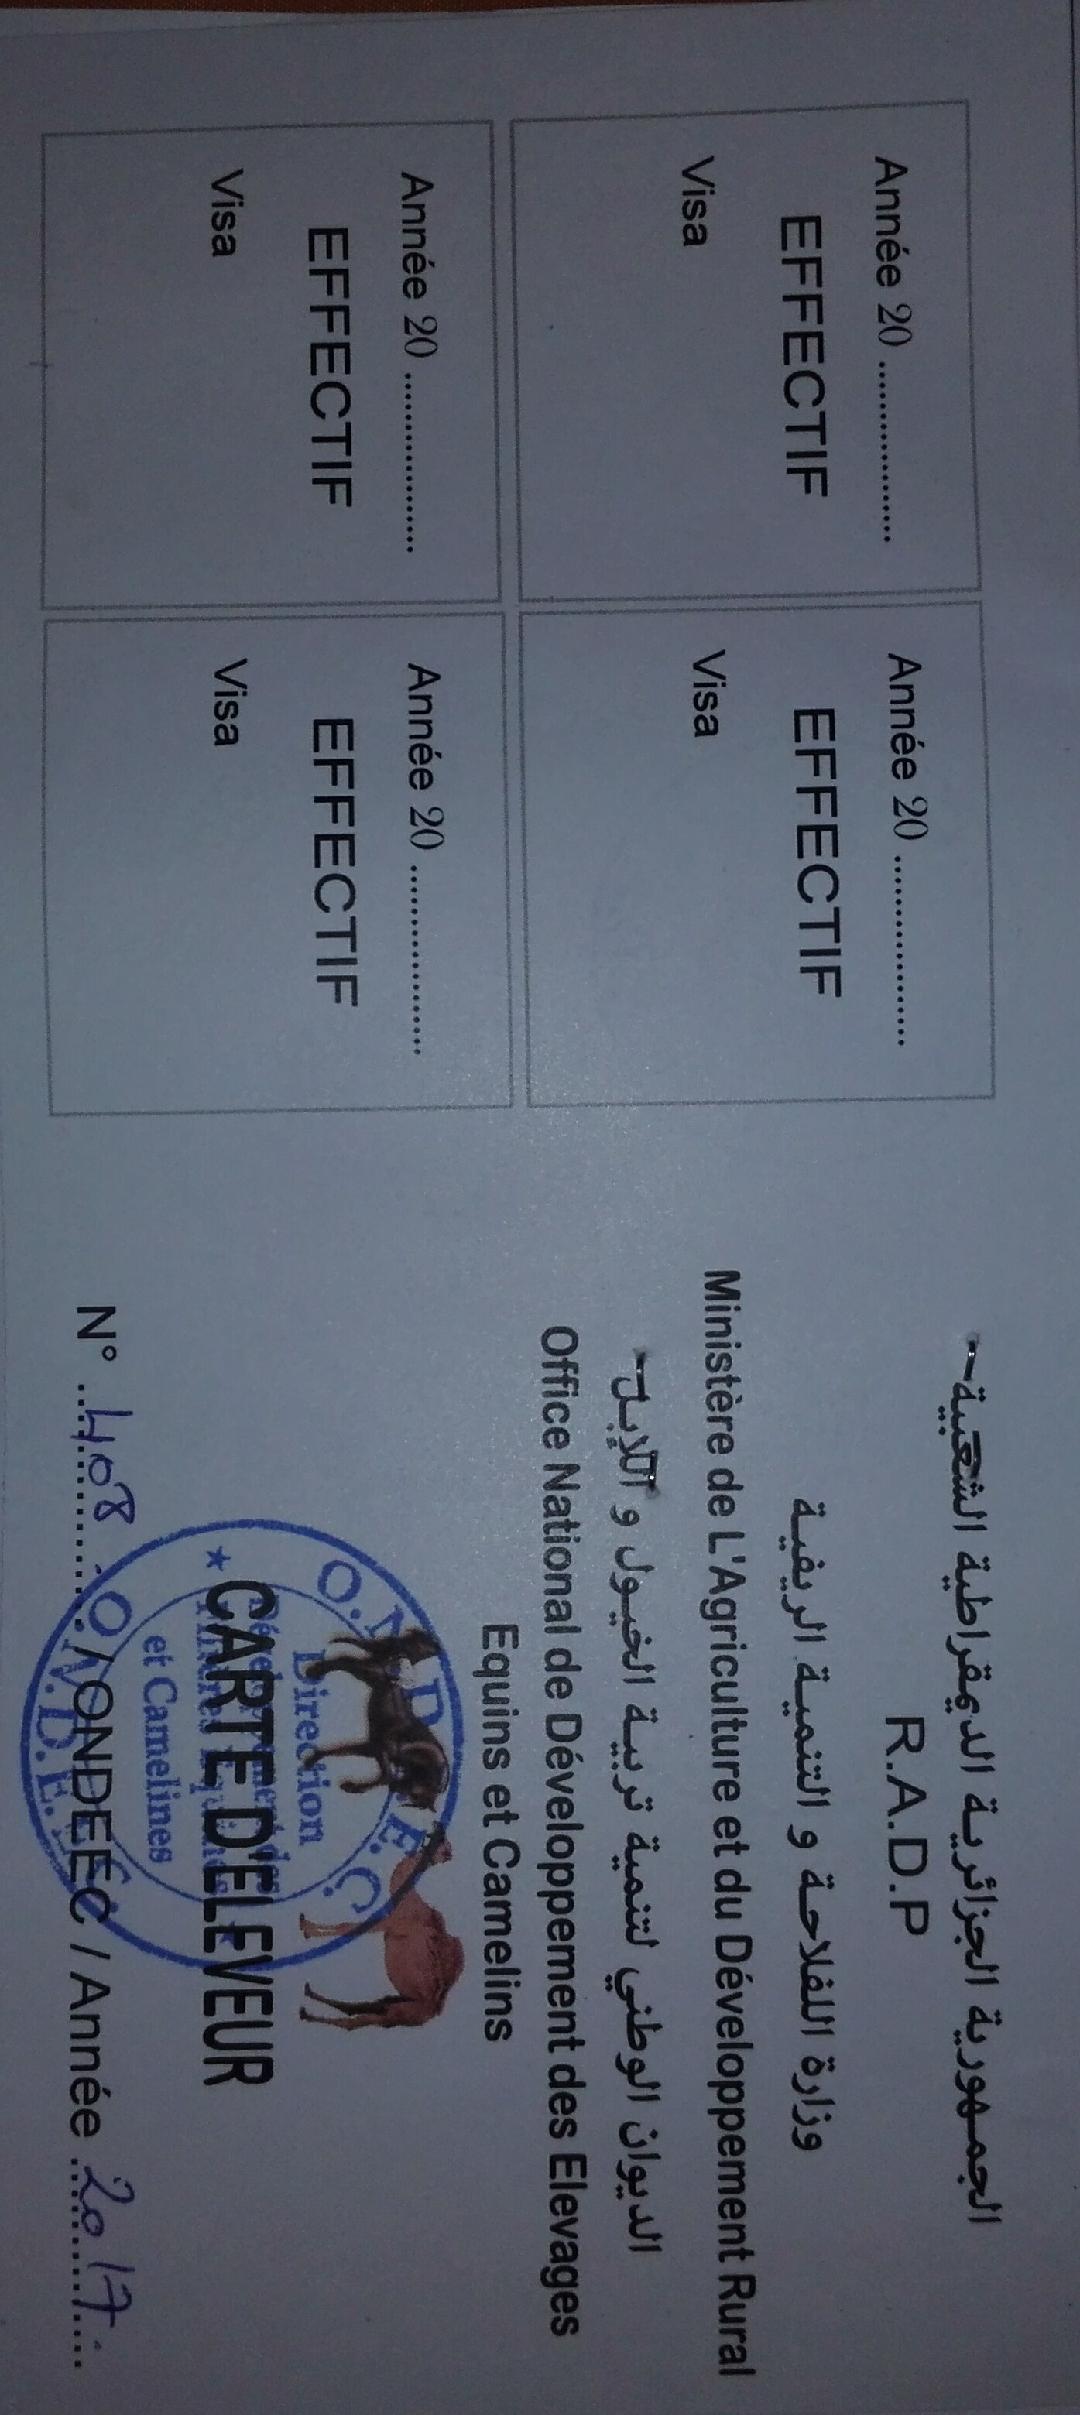 Année 20 ................
EFFECTIF
Visa
Année 20 ................
EFFECTIF
Visa
Année 20 ................
EFFECTIF
Visa
Année 20 ................
EFFECTIF
Visa
الجمهورية الجزائرية الديمقراطية الشعبية
R.A.D.P
وزارة الفلاحة و التنمية الريفية
Ministère de L'Agriculture et du Développement Rural
الديوان الوطني لتنمية تربية الخيول و الإبل
Office National de Développement des Elevages
Equins et Camelins
O.N.D.E.C
Direction
et Camelines
CARTE D'ELEVEUR
N° 408 / ONDEEC / Année 2017